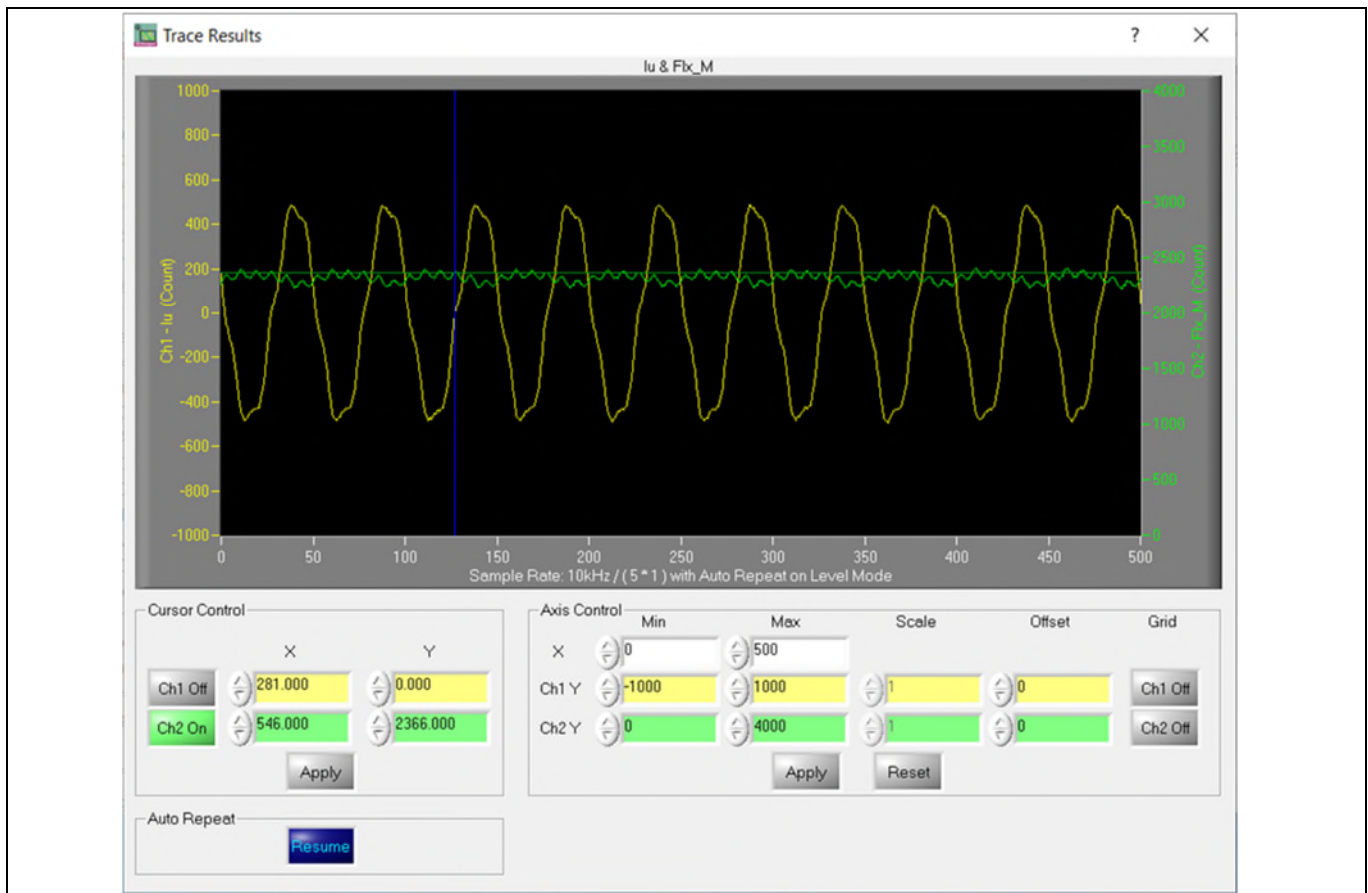 Trace Results ? ×
Iu & Flx_M
1000 4000
800
3500
600
3000
400
2500
200
0 2000
-200
1500
-400
1000
-600
-800 500
-1000 0
Ch1 - Iu (Count)
Ch2 - Flx_M (Count)
0 50 100 150 200 250 300 350 400 450 500
Sample Rate: 10kHz / ( 5 * 1 ) with Auto Repeat on Level Mode
Cursor Control
X Y
Ch1 Off 281.000 0.000
Ch2 On 546.000 2366.000
Apply
Axis Control
Min Max Scale Offset Grid
X 0 500
Ch1 Y -1000 1000 1 0 Ch1 Off
Ch2 Y 0 4000 1 0 Ch2 Off
Apply Reset
Auto Repeat
Resume